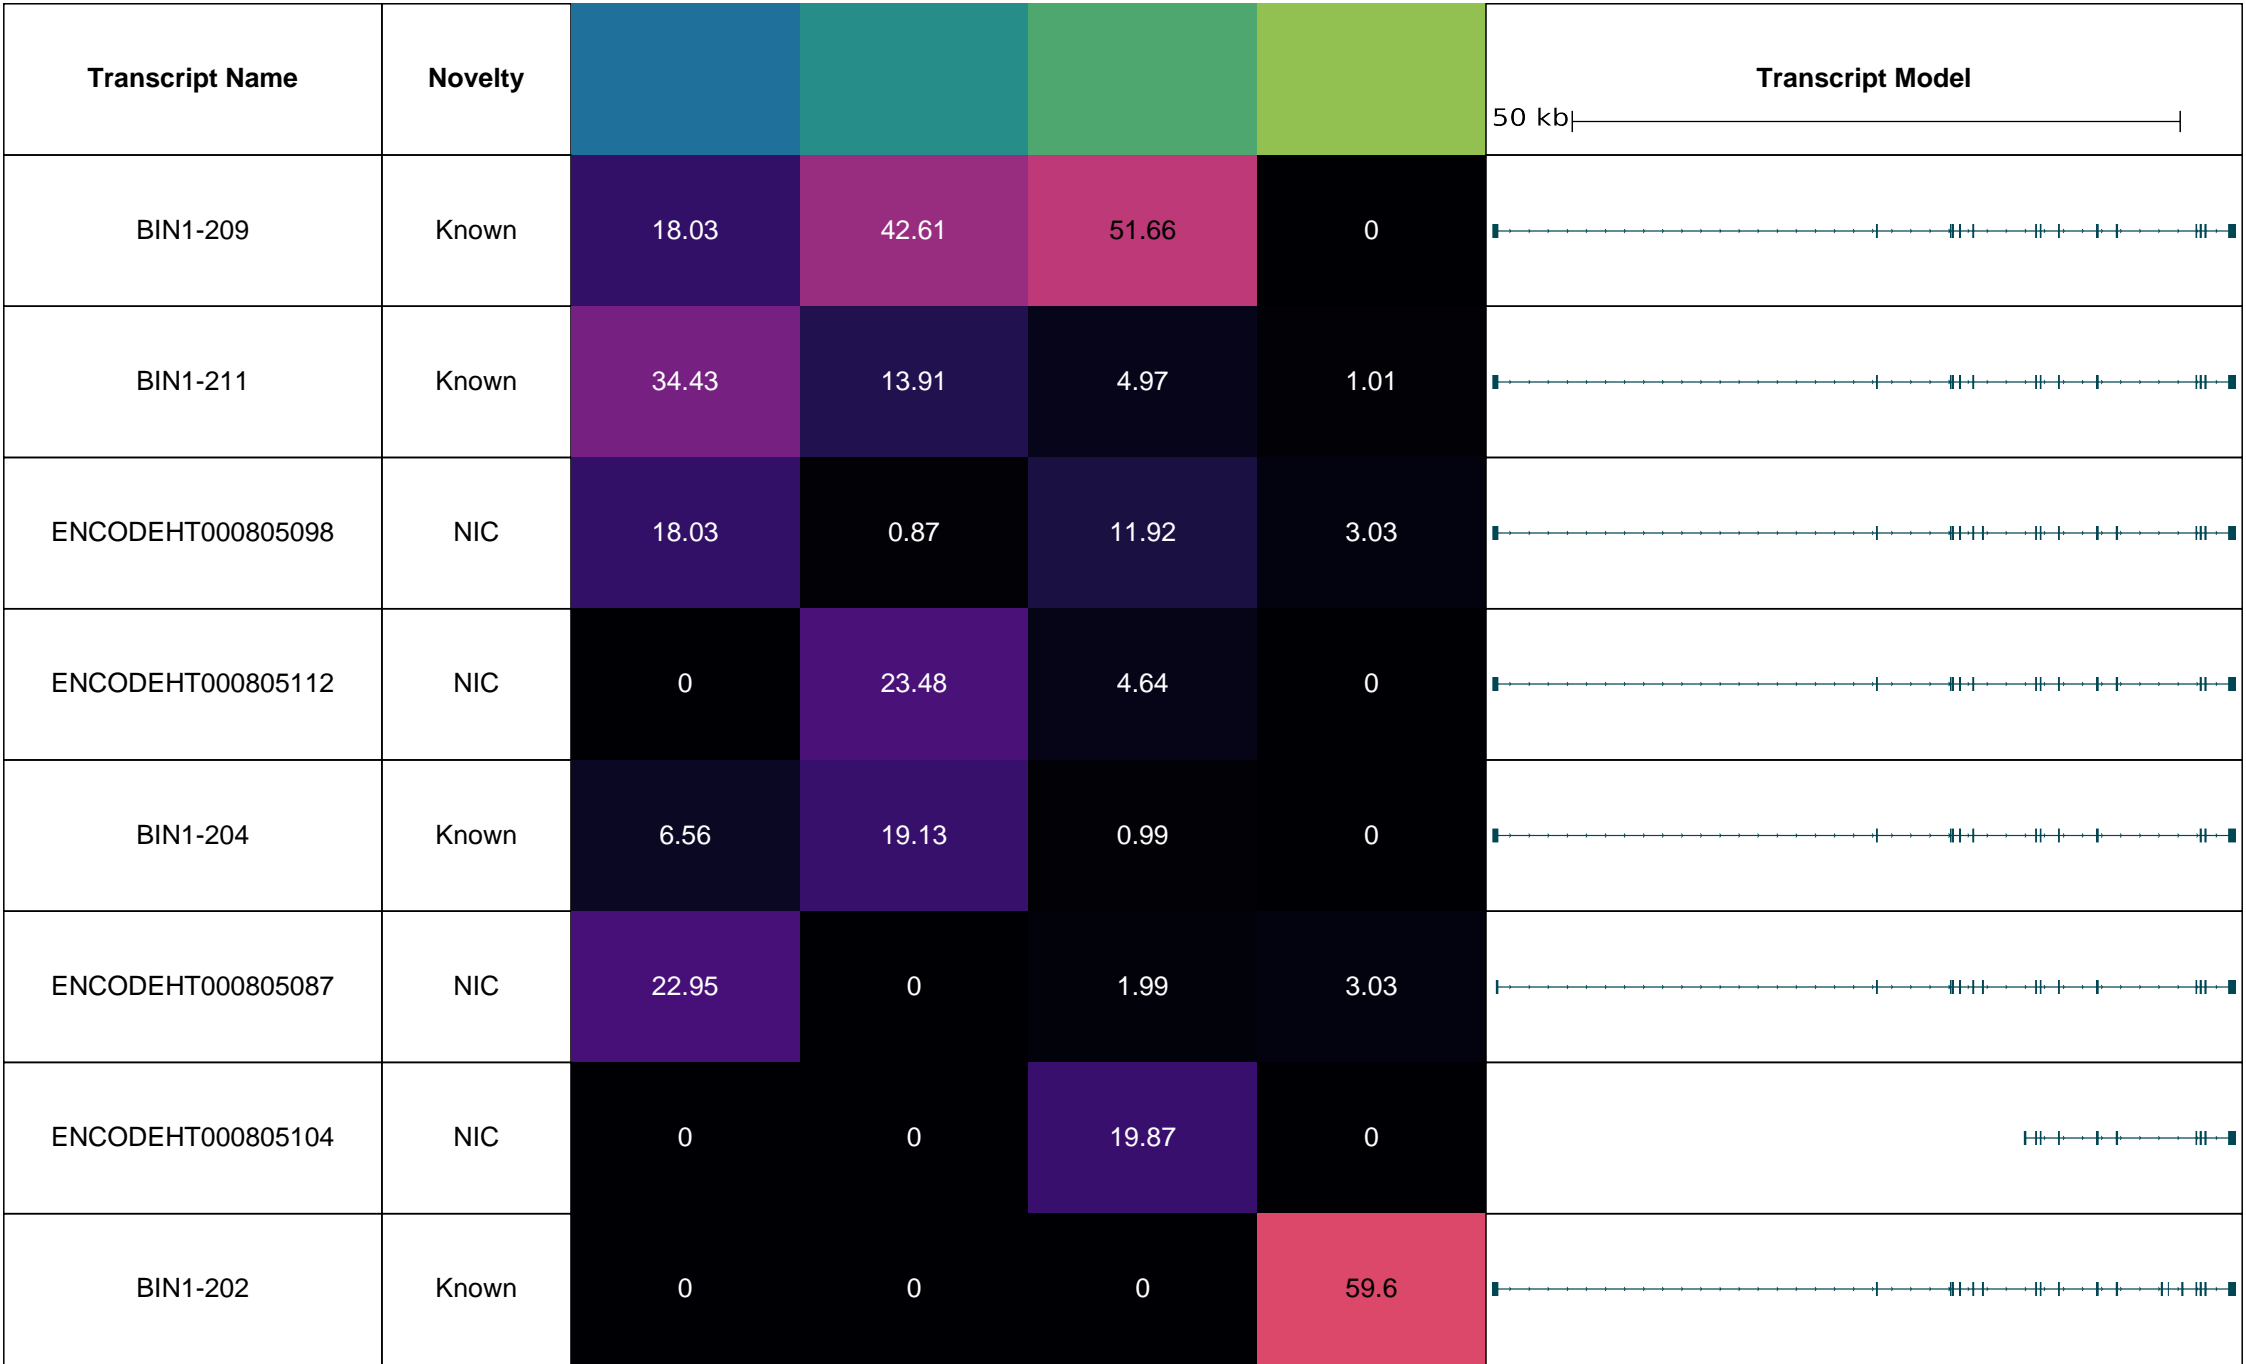 Transcript Name Novelty Transcript Model
50 kb
BIN1-209 Known 18.03 42.61 51.66 0
BIN1-211 Known 34.43 13.91 4.97 1.01
ENCODEHT000805098 NIC 18.03 0.87 11.92 3.03
ENCODEHT000805112 NIC 0 23.48 4.64 0
BIN1-204 Known 6.56 19.13 0.99 0
ENCODEHT000805087 NIC 22.95 0 1.99 3.03
ENCODEHT000805104 NIC 0 0 19.87 0
BIN1-202 Known 0 0 0 59.6